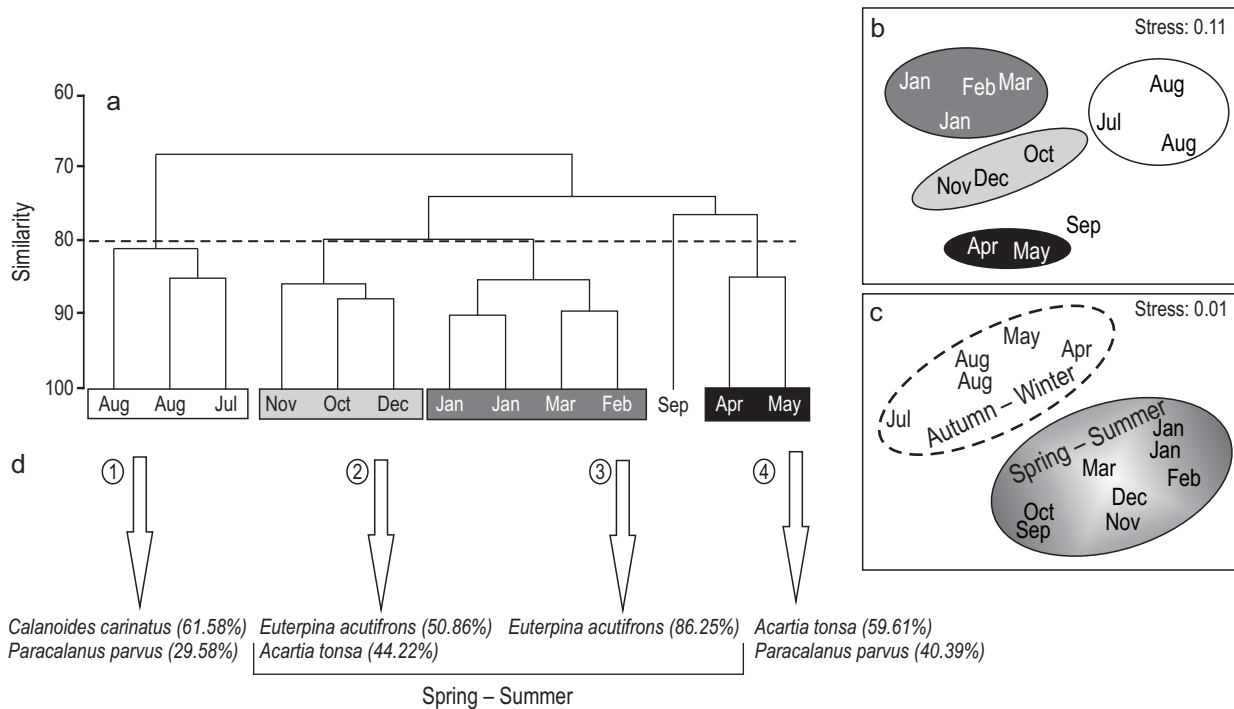 a
Similarity
60
70
80
90
100
Aug Aug Jul Nov Oct Dec Jan Jan Mar Feb Sep Apr May
b
Stress: 0.11
Jan Feb Mar
Jan
Aug
Jul
Aug
Oct
Nov Dec
Sep
Apr May
c
Stress: 0.01
May
Aug Apr
Aug
Jul
Autumn – Winter
Spring – Summer
Jan
Jan
Mar Feb
Dec
Oct Nov
Sep
d
1 2 3 4
Calanoides carinatus (61.58%) Euterpina acutifrons (50.86%) Euterpina acutifrons (86.25%) Acartia tonsa (59.61%)
Paracalanus parvus (29.58%) Acartia tonsa (44.22%) Paracalanus parvus (40.39%)
Spring – Summer